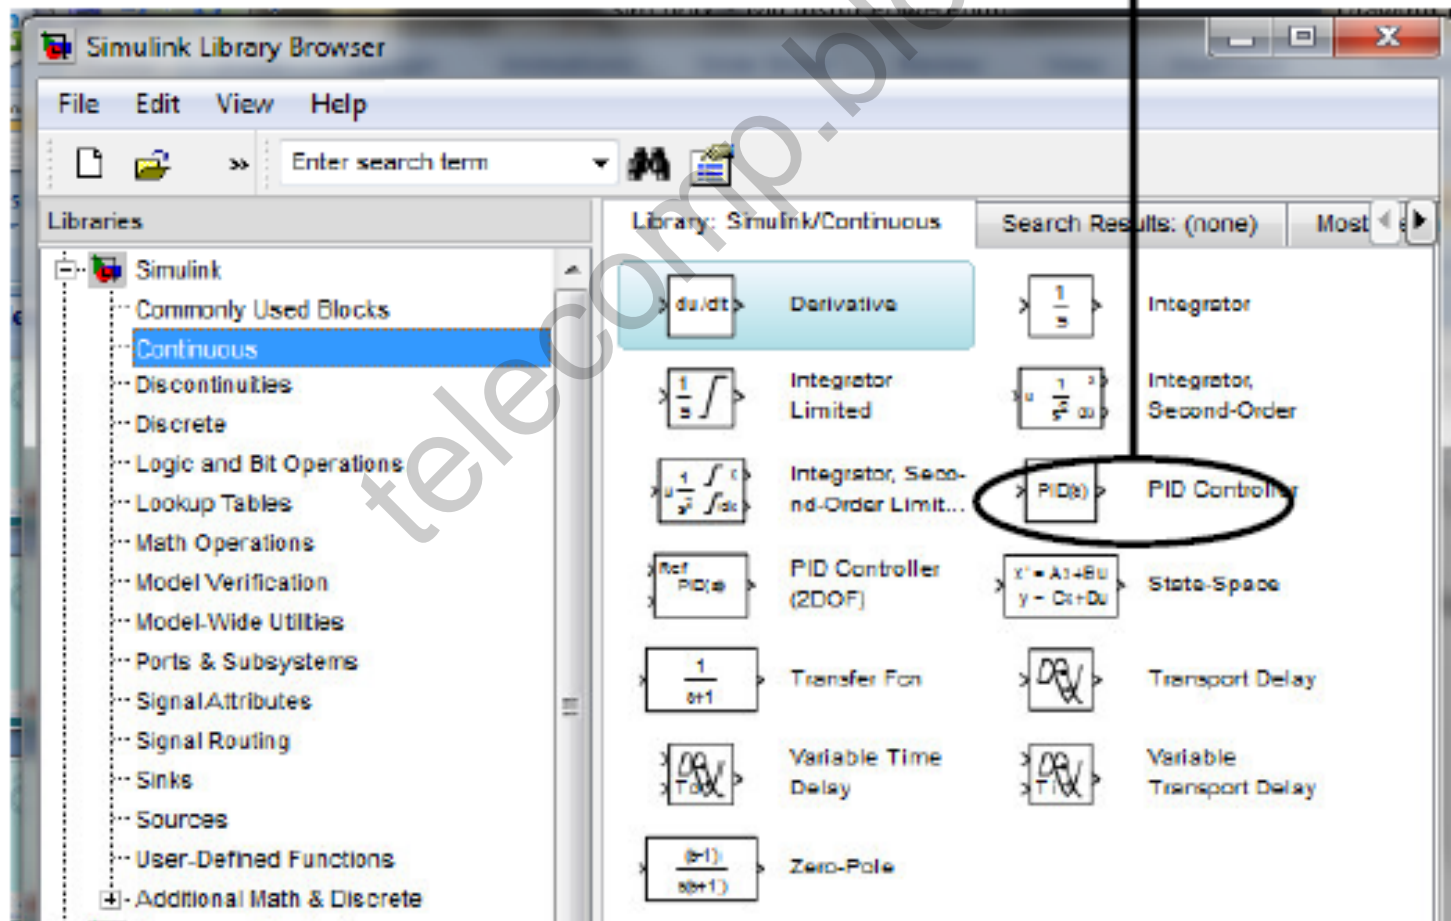 Simulink Library Browser
File Edit View Help
Enter search term
Libraries
Library: Simulink/Continuous
Search Results: (none)
Most
Simulink
Commonly Used Blocks
Continuous
Discontinuities
Discrete
Logic and Bit Operations
Lookup Tables
Math Operations
Model Verification
Model-Wide Utilities
Ports & Subsystems
Signal Attributes
Signal Routing
Sinks
Sources
User-Defined Functions
Additional Math & Discrete
du/dt Derivative
1
s
Integrator
1
s
Integrator
Limited
u 1
s²
Integrator,
Second-Order
u 1
s²
Integrator, Seco-
nd-Order Limit...
PID(s) PID Controller
Ref
PID(s)
PID Controller
(2DOF)
x' = Ax+Bu
y = Cx+Du
State-Space
1
s+1
Transfer Fcn
Transport Delay
Variable Time
Delay
Variable
Transport Delay
(s-1)
s(s+1)
Zero-Pole
telecomp.blo